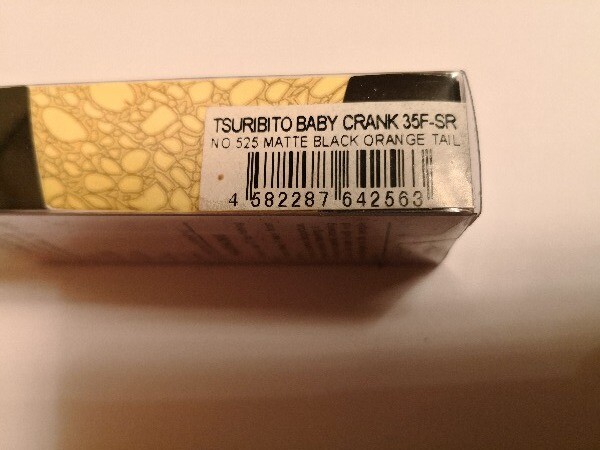 TSURIBITO BABY CRANK 35F-SR
NO.525 MATTE BLACK ORANGE TAIL
4 582287 642563